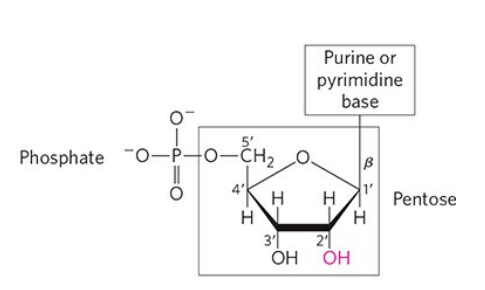 Purine or
pyrimidine
base
O⁻
5′
Phosphate ⁻O—P—O—CH₂ O β
O
4′ H H 1′ Pentose
H H
3′ 2′
OH OH